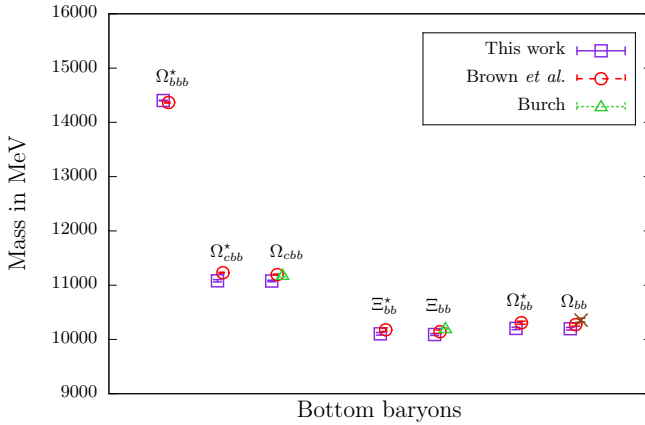 16000
15000
14000
13000
12000
11000
10000
9000
Mass in MeV
Bottom baryons
This work
Brown et al.
Burch
Ω*bbb
Ω*cbb
Ωcbb
Ξ*bb
Ξbb
Ω*bb
Ωbb